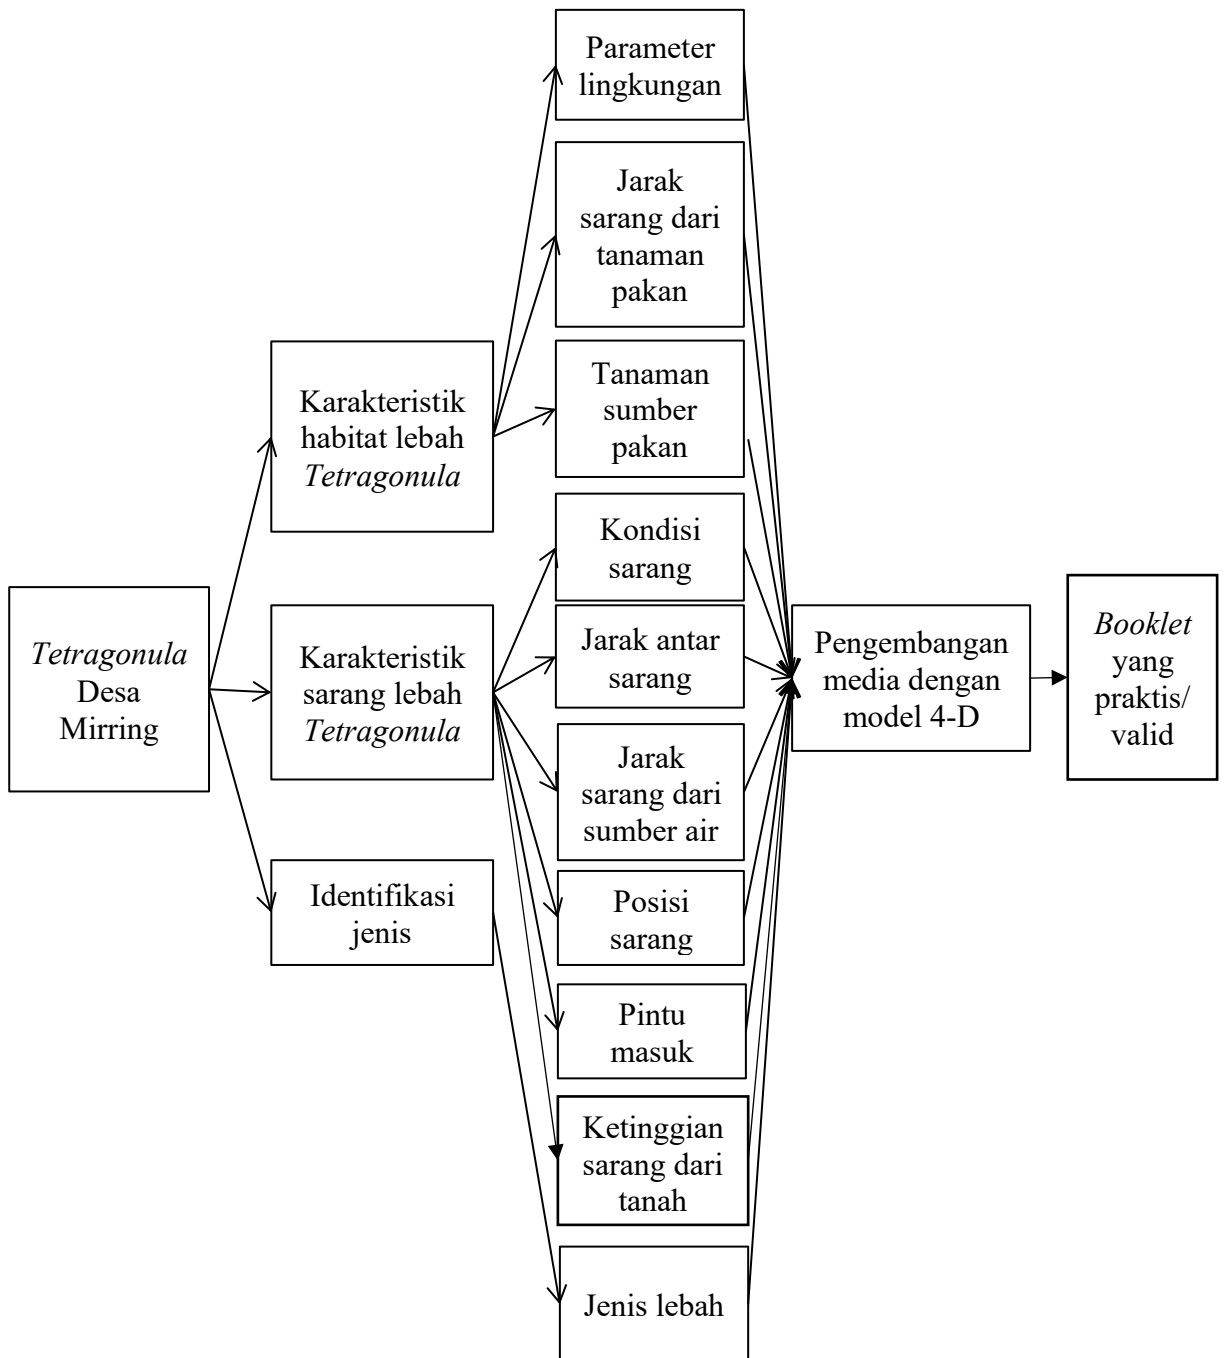 Tetragonula
Desa
Mirring
Karakteristik
habitat lebah
Tetragonula
Karakteristik
sarang lebah
Tetragonula
Identifikasi
jenis
Parameter
lingkungan
Jarak
sarang dari
tanaman
pakan
Tanaman
sumber
pakan
Kondisi
sarang
Jarak antar
sarang
Jarak
sarang dari
sumber air
Posisi
sarang
Pintu
masuk
Ketinggian
sarang dari
tanah
Jenis lebah
Pengembangan
media dengan
model 4-D
Booklet
yang
praktis/
valid